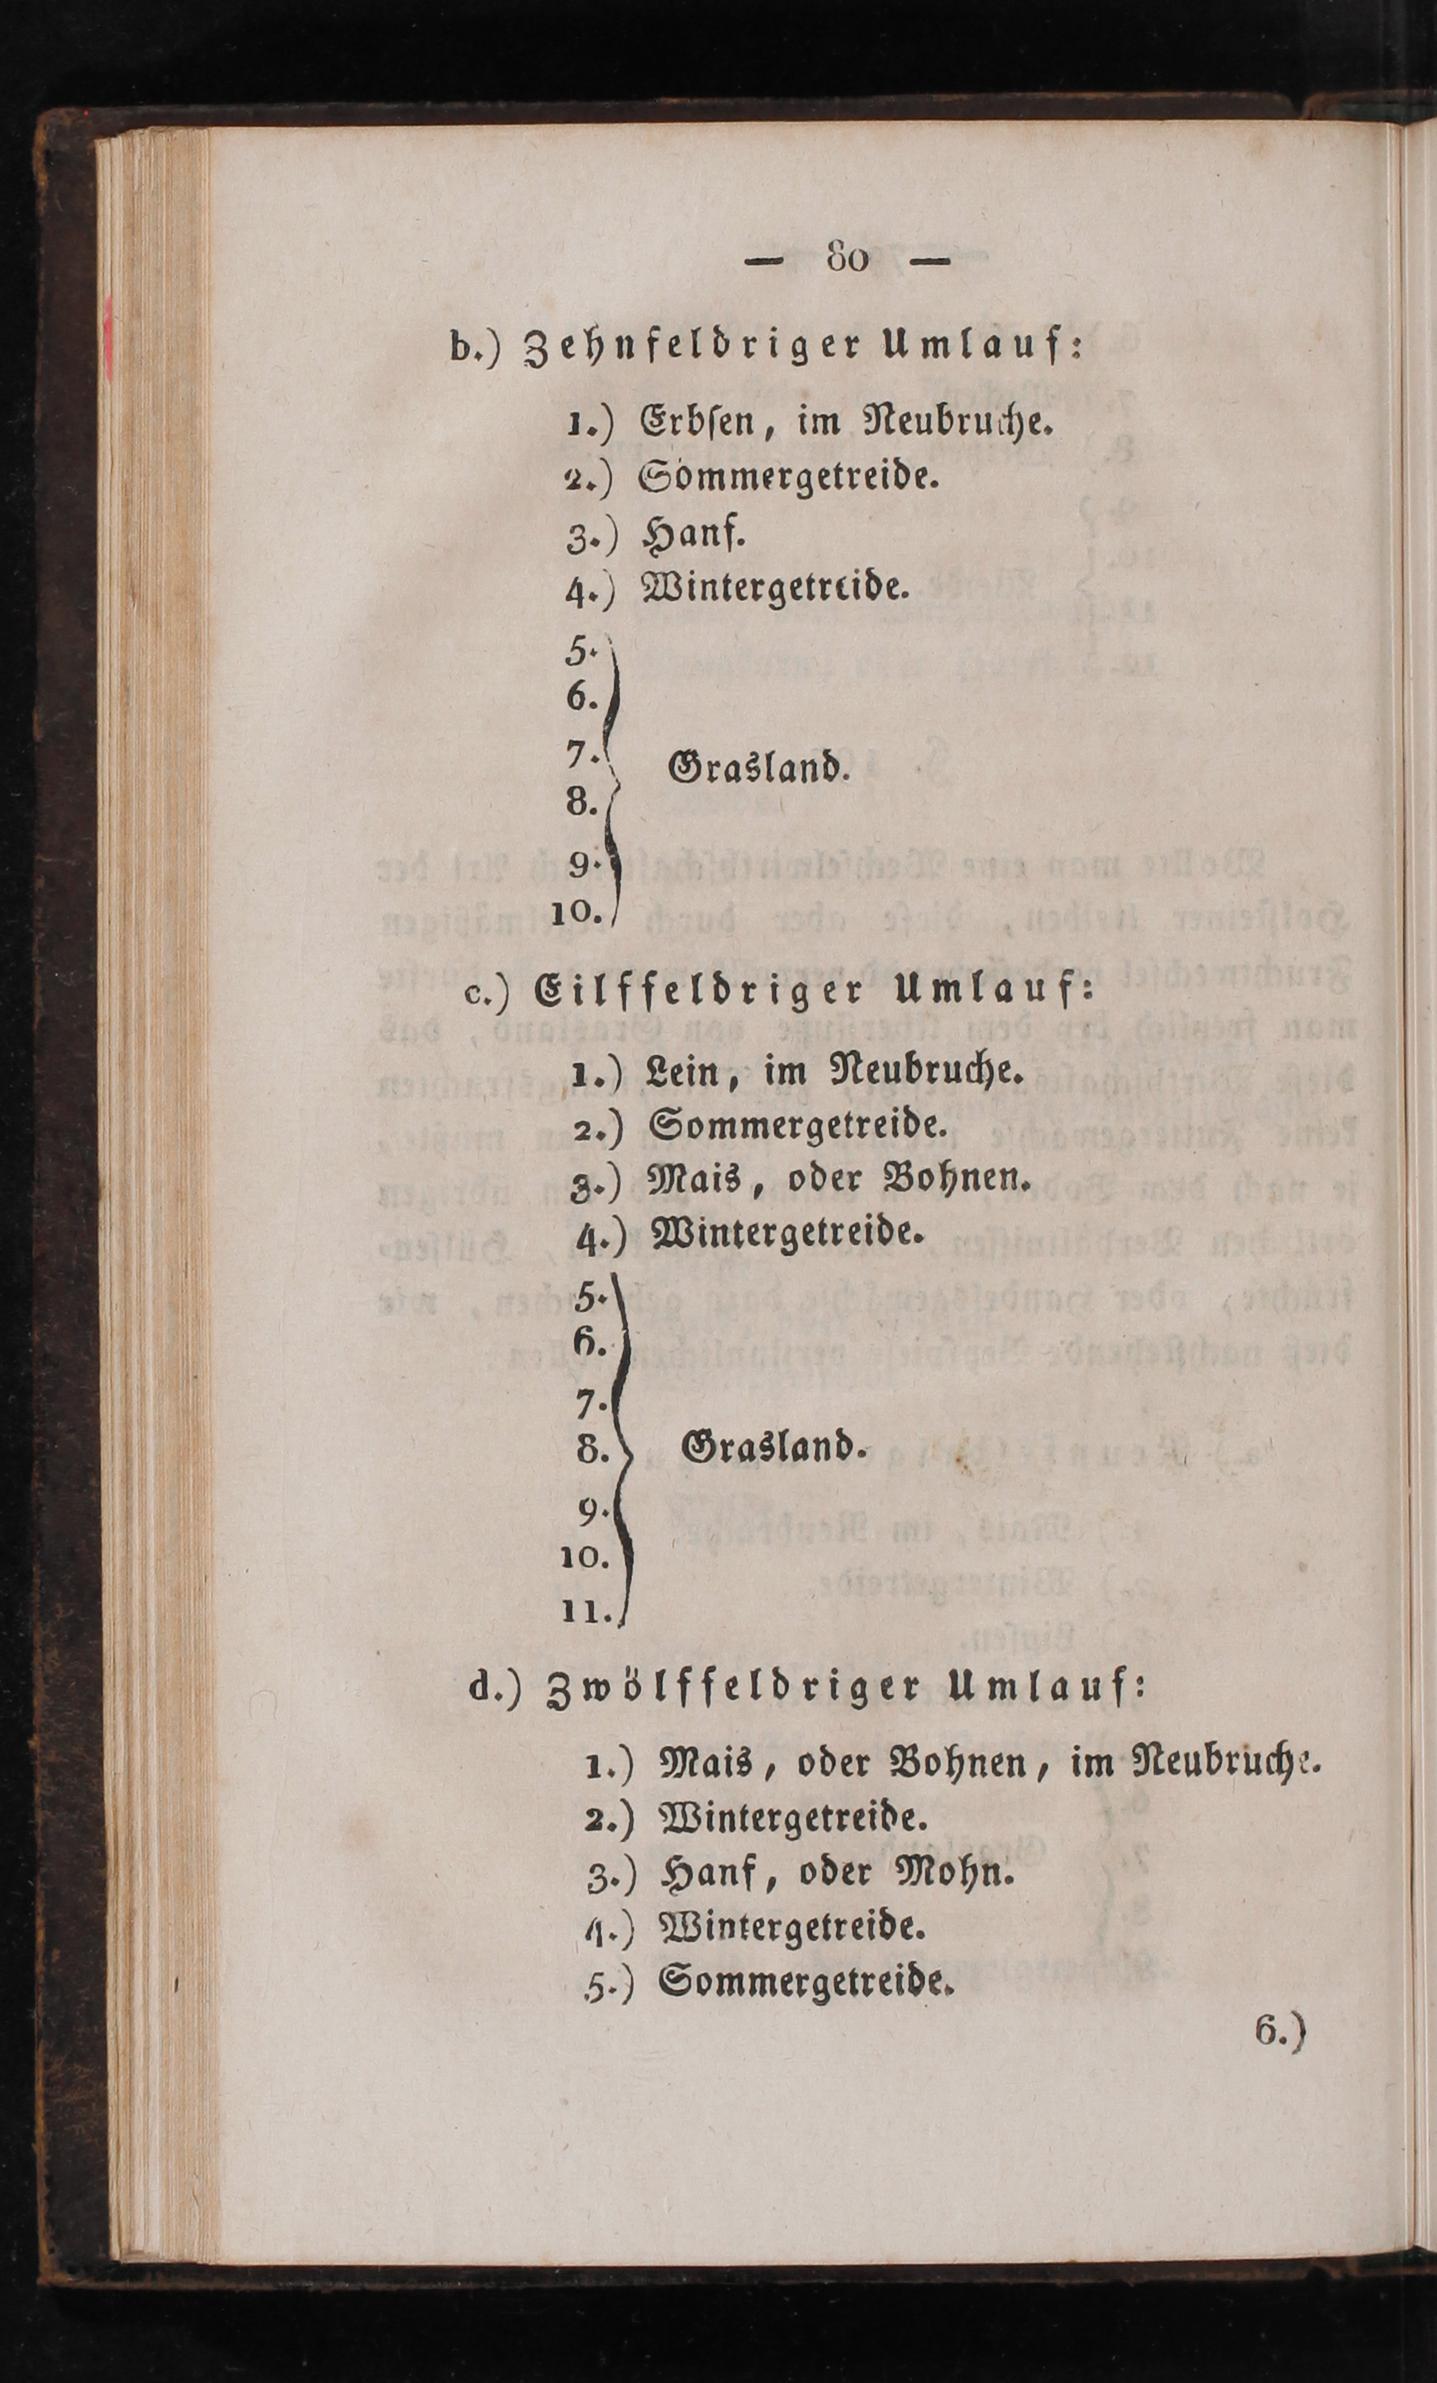 — 80 —
b.) Zehnfeldriger Umlauf:
1.) Erbſen, im Neubruche.
2.) Sommergetreide.
3.) Hanf.
4.) Wintergetreide.
5.
6.
7.
Grasland.
8.
9.
10.
c.) Eilffeldriger Umlauf:
1.) Lein, im Neubruche.
2.) Sommergetreide.
3.) Mais, oder Bohnen.
4.) Wintergetreide.
5.
6.
7.
8. Grasland.
9.
10.
11.
d.) Zwölffeldriger Umlauf:
1.) Mais, oder Bohnen, im Neubruche.
2.) Wintergetreide.
3.) Hanf, oder Mohn.
4.) Wintergetreide.
5.) Sommergetreide.
6.)